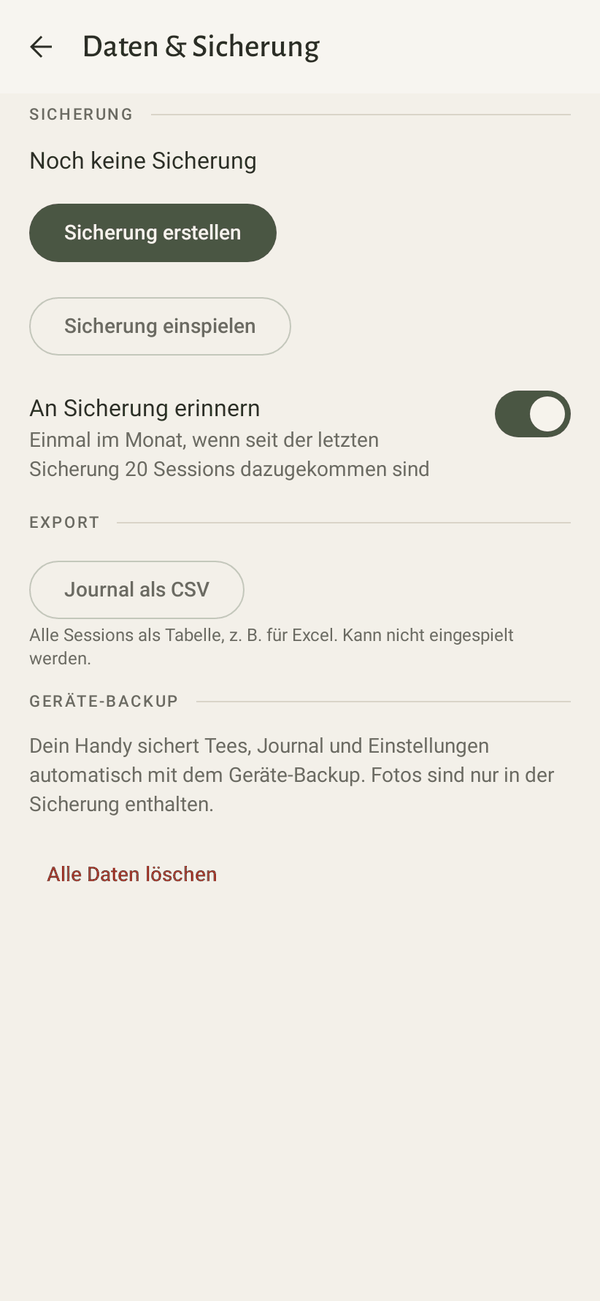 Daten & Sicherung
SICHERUNG
Noch keine Sicherung
Sicherung erstellen
Sicherung einspielen
An Sicherung erinnern
Einmal im Monat, wenn seit der letzten
Sicherung 20 Sessions dazugekommen sind
EXPORT
Journal als CSV
Alle Sessions als Tabelle, z. B. für Excel. Kann nicht eingespielt
werden.
GERÄTE-BACKUP
Dein Handy sichert Tees, Journal und Einstellungen
automatisch mit dem Geräte-Backup. Fotos sind nur in der
Sicherung enthalten.
Alle Daten löschen